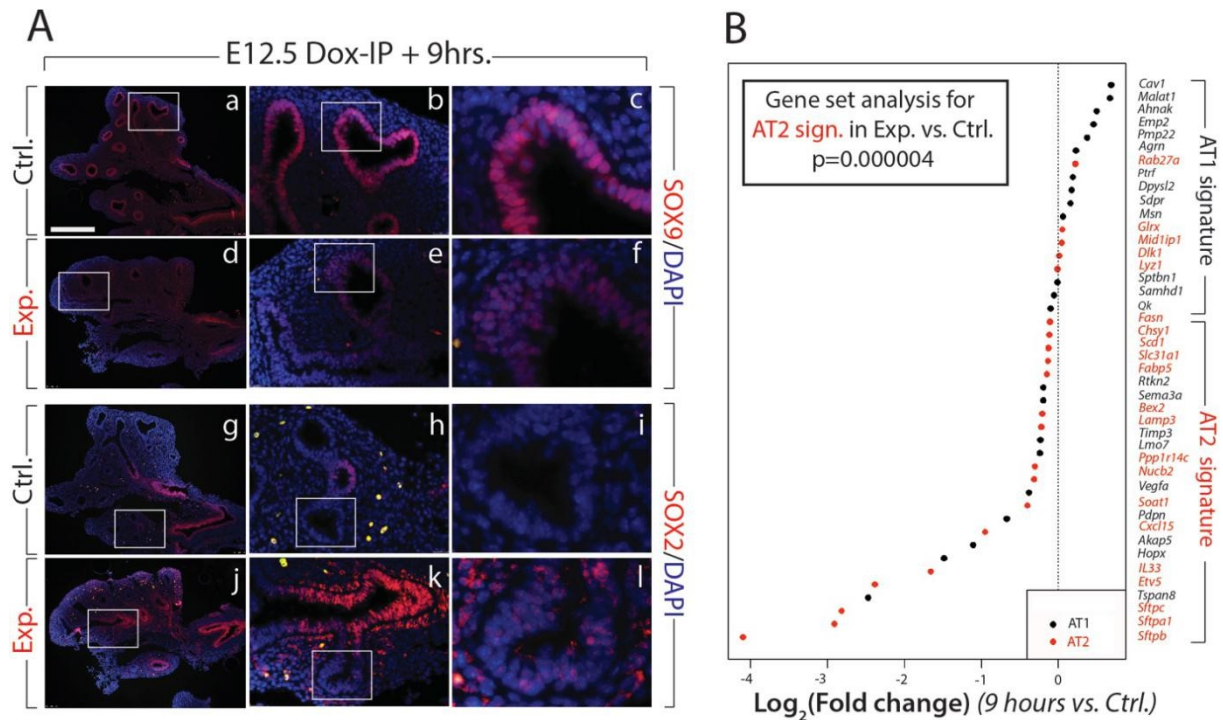 A
E12.5 Dox-IP + 9hrs.
Ctrl.
a
b
c
Exp.
d
e
f
SOX9/DAPI
Ctrl.
g
h
i
Exp.
j
k
l
SOX2/DAPI
B
Gene set analysis for
AT2 sign. in Exp. vs. Ctrl.
p=0.000004
Cav1
Malat1
Ahnak
Emp2
Pmp22
Agrn
Rab27a
Ptrf
Dpysl2
Sdpr
Msn
Glrx
Mid1ip1
Dlk1
Lyz1
Sptbn1
Samhd1
Qk
Fasn
Chsy1
Scd1
Slc31a1
Fabp5
Rtkn2
Sema3a
Bex2
Lamp3
Timp3
Lmo7
Ppp1r14c
Nucb2
Vegfa
Soat1
Pdpn
Cxcl15
Akap5
Hopx
IL33
Etv5
Tspan8
Sftpc
Sftpa1
Sftpb
AT1 signature
AT2 signature
AT1
AT2
-4
-3
-2
-1
0
Log2(Fold change) (9 hours vs. Ctrl.)